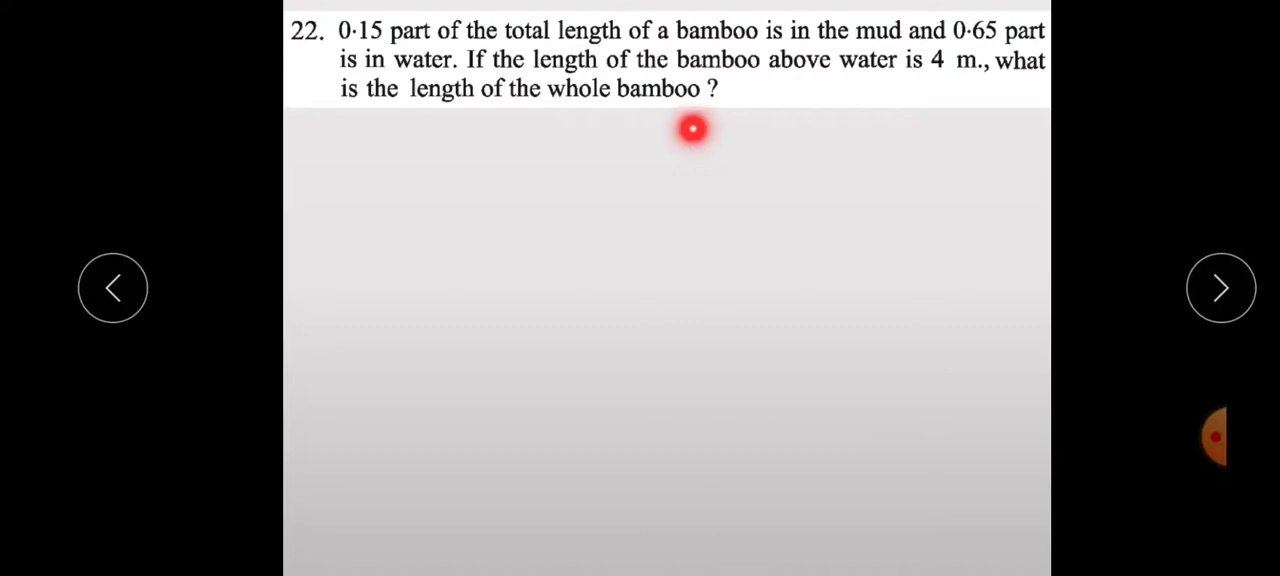 22. 0·15 part of the total length of a bamboo is in the mud and 0·65 part
is in water. If the length of the bamboo above water is 4 m., what
is the length of the whole bamboo ?